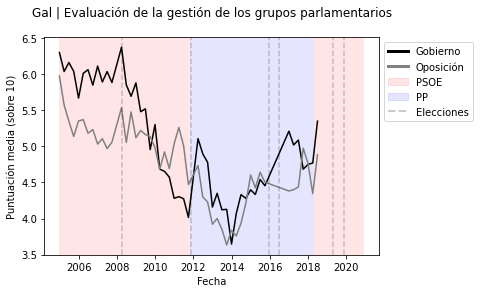 Gal | Evaluación de la gestión de los grupos parlamentarios
Puntuación media (sobre 10)
6.5
6.0
5.5
5.0
4.5
4.0
3.5
2006
2008
2010
2012
2014
2016
2018
2020
Fecha
Gobierno
Oposición
PSOE
PP
Elecciones